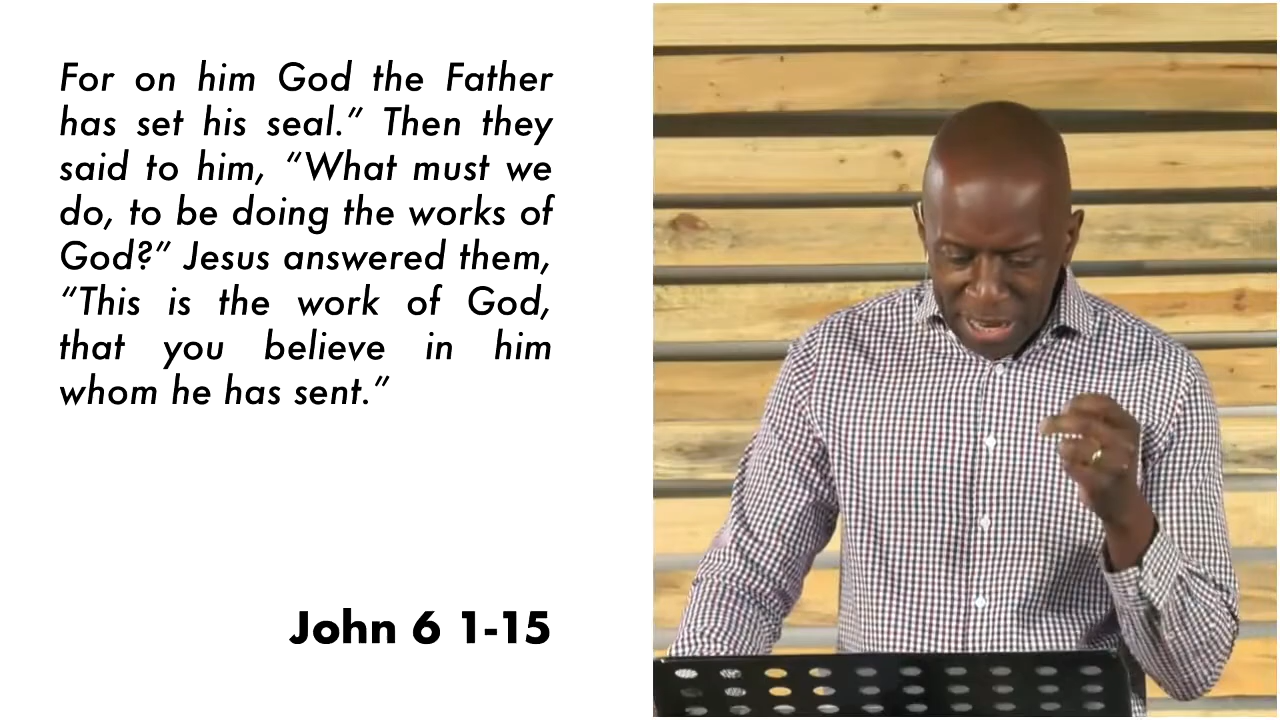 For on him God the Father
has set his seal.” Then they
said to him, “What must we
do, to be doing the works of
God?” Jesus answered them,
“This is the work of God,
that you believe in him
whom he has sent.”
John 6 1-15